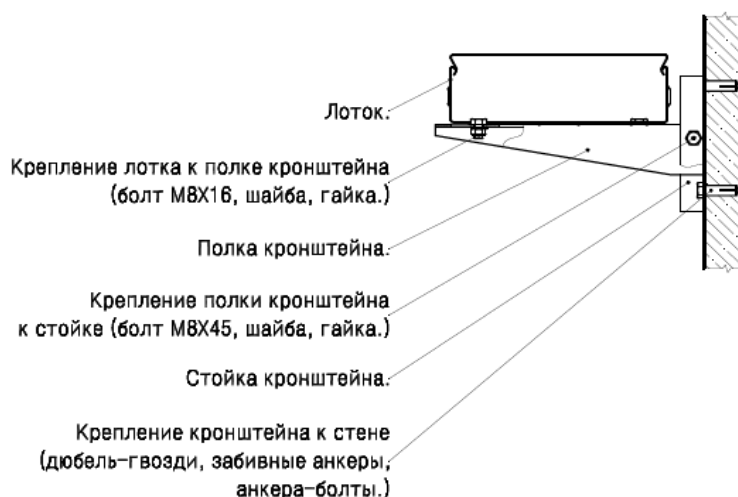 Лоток.
Крепление лотка к полке кронштейна
(болт М8Х16, шайба, гайка.)
Полка кронштейна.
Крепление полки кронштейна
к стойке (болт М8Х45, шайба, гайка.)
Стойка кронштейна.
Крепление кронштейна к стене
(дюбель-гвозди, забивные анкеры,
анкера-болты.)